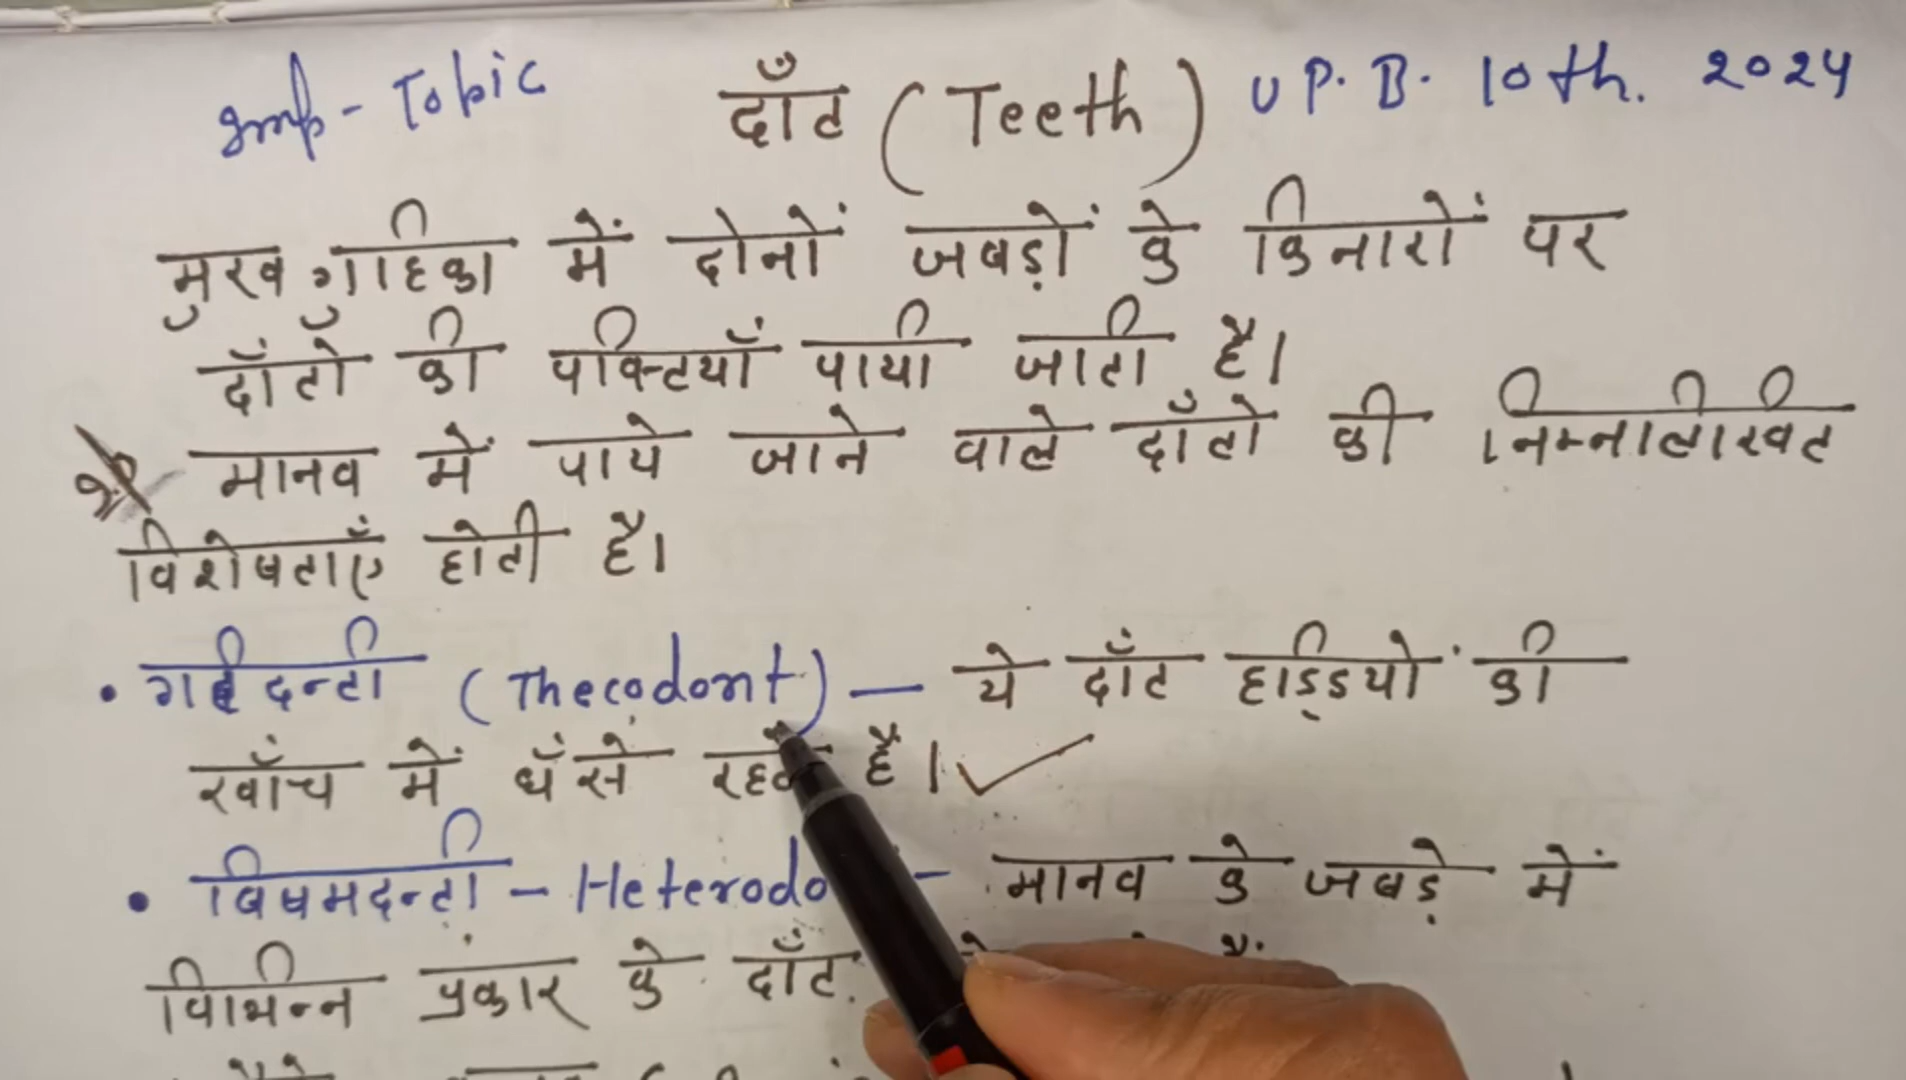 Imp - Topic दाँत (Teeth) UP. B. 10th. 2024
मुख गुहिका में दोनों जबड़ों के किनारों पर
दाँतो की पंक्तियाँ पायी जाती है।
मानव में पाये जाने वाले दाँतो की निम्नलिखित
विशेषताएँ होती है।
• गर्तदन्ती (Thecodont) — ये दाँत हड्डियों की
खाँच में धँसे रहते है।
• विषमदन्ती - Heterodo - मानव के जबड़े में
विभिन्न प्रकार के दाँत